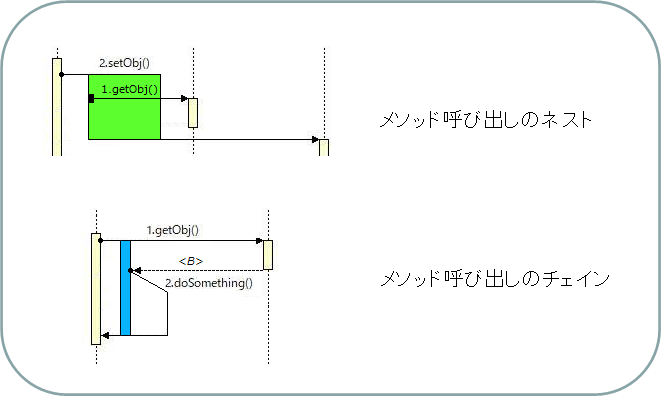 2.setObj()
1.getObj()
メソッド呼び出しのネスト
1.getObj()
<B>
2.doSomething()
メソッド呼び出しのチェイン